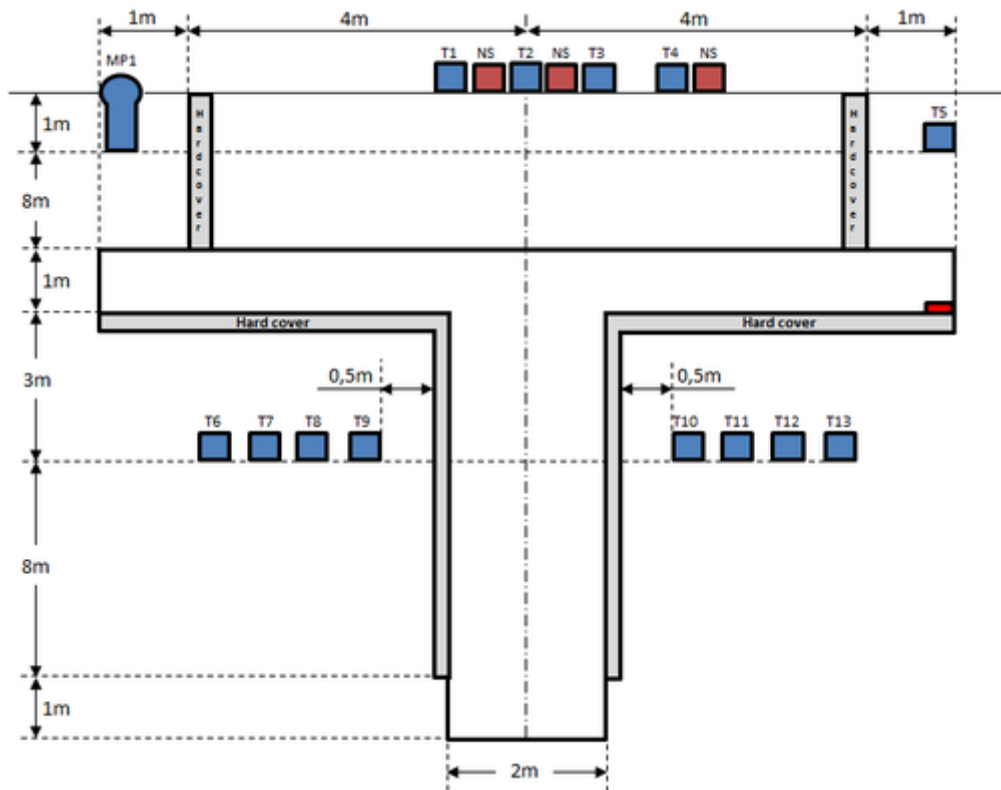 1m 4m 4m 1m
MP1 T1 NS T2 NS T3 T4 NS
1m
Hardcover
Hardcover
T5
8m
1m
Hard cover Hard cover
3m
0,5m 0,5m
T6 T7 T8 T9 T10 T11 T12 T13
8m
1m
2m